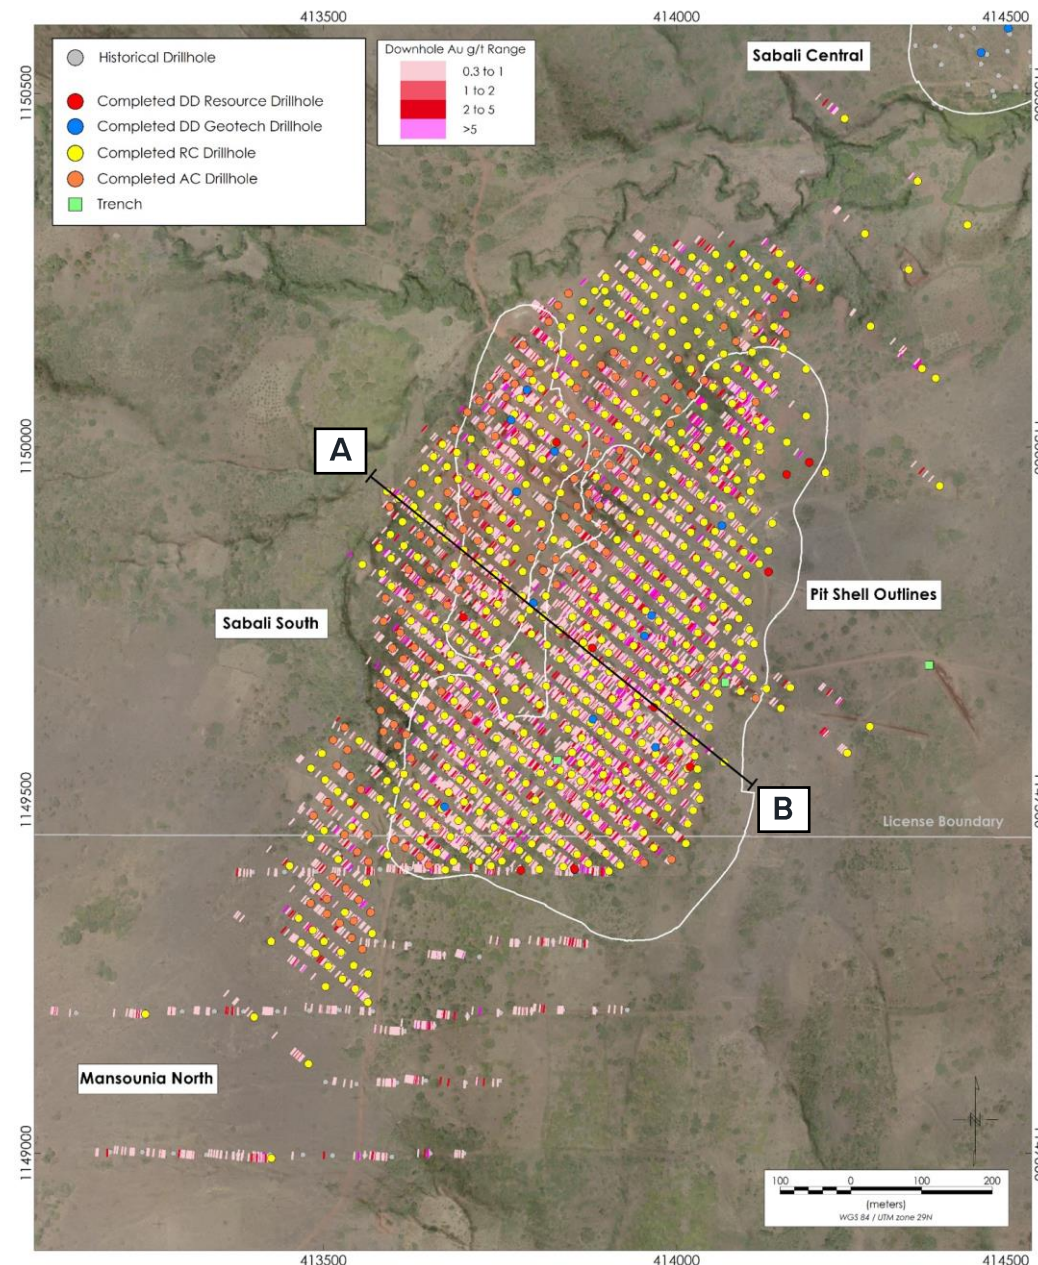 413500 414000 414500
Sabali Central
Historical Drillhole
Completed DD Resource Drillhole
Completed DD Geotech Drillhole
Completed RC Drillhole
Completed AC Drillhole
Trench
Downhole Au g/t Range
0.3 to 1
1 to 2
2 to 5
>5
1150500
1150000
A
Sabali South
Pit Shell Outlines
1149500
B
License Boundary
Mansounia North
N
1149000
100 0 100 200
(meters)
WGS 84 / UTM zone 29N
413500 414000 414500